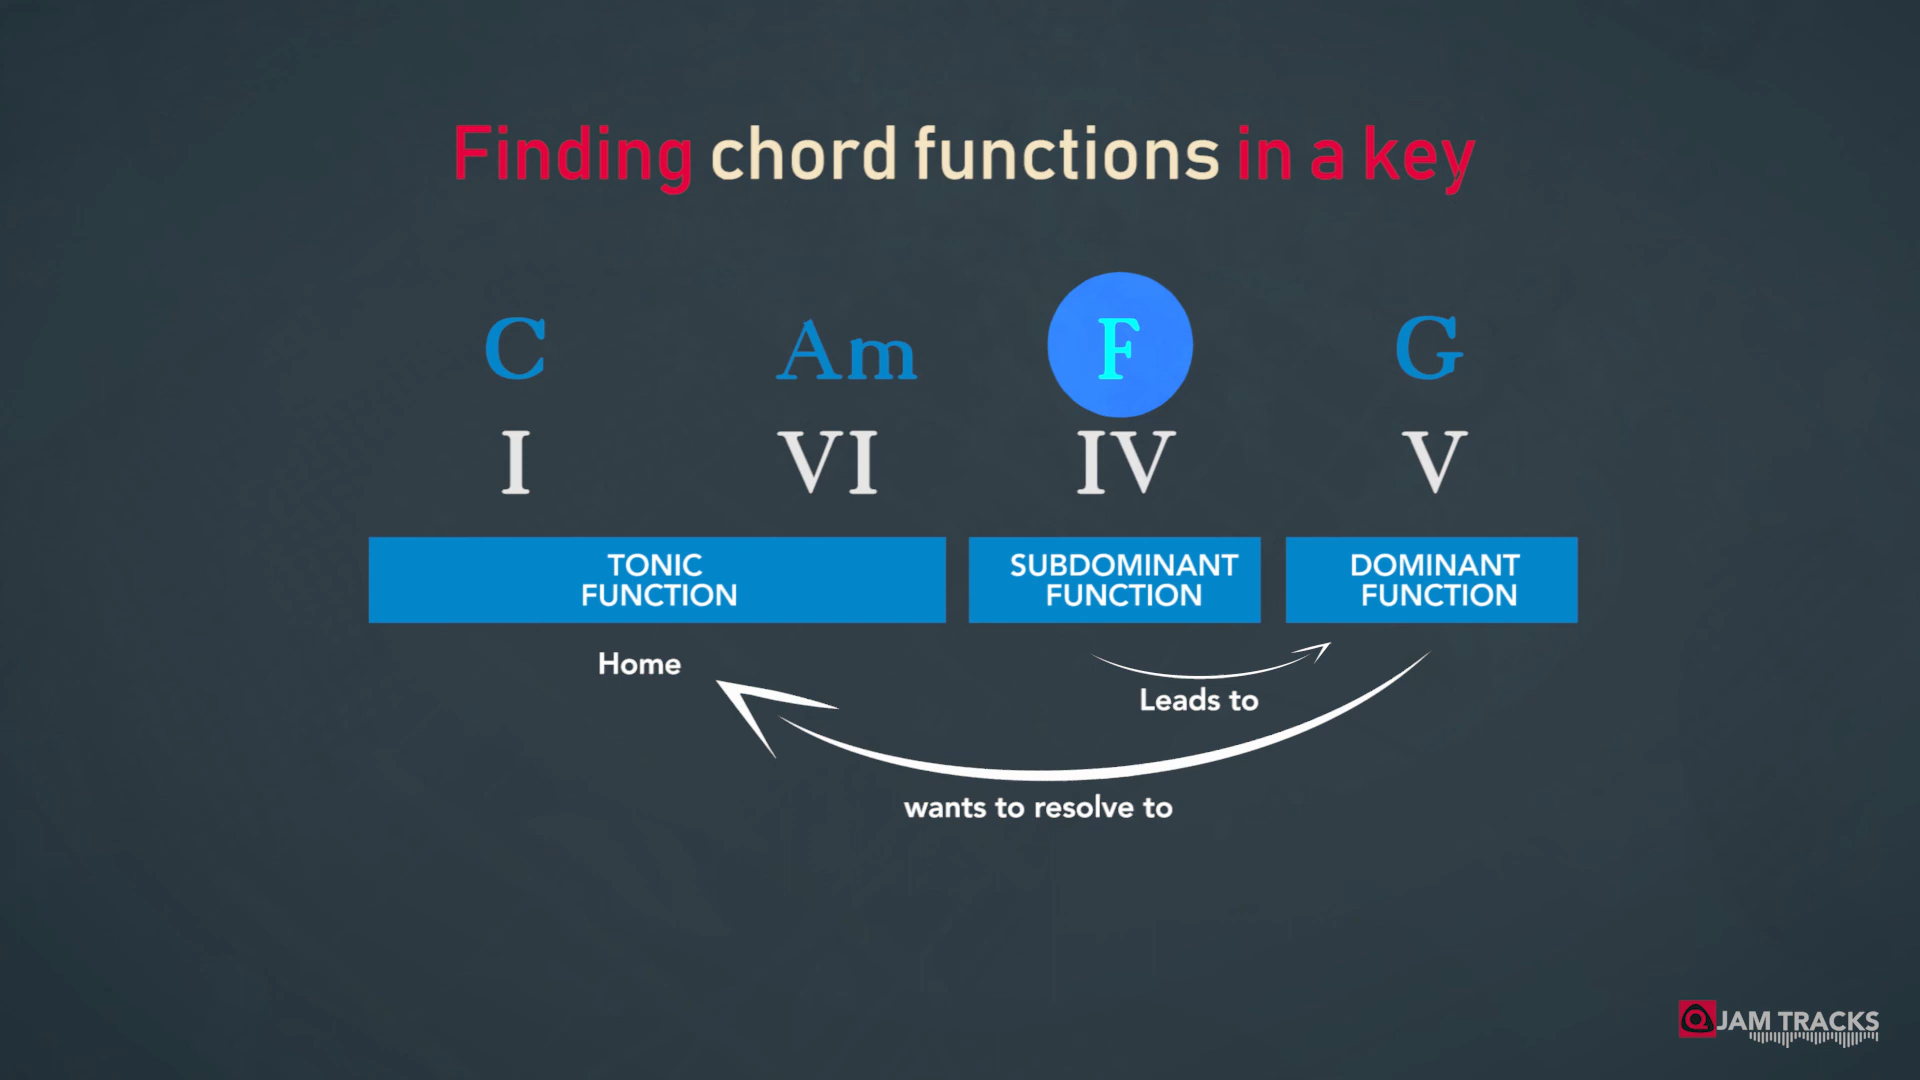 Finding chord functions in a key
C Am F G
I VI IV V
TONIC
FUNCTION
SUBDOMINANT
FUNCTION
DOMINANT
FUNCTION
Home
Leads to
wants to resolve to
JAM TRACKS